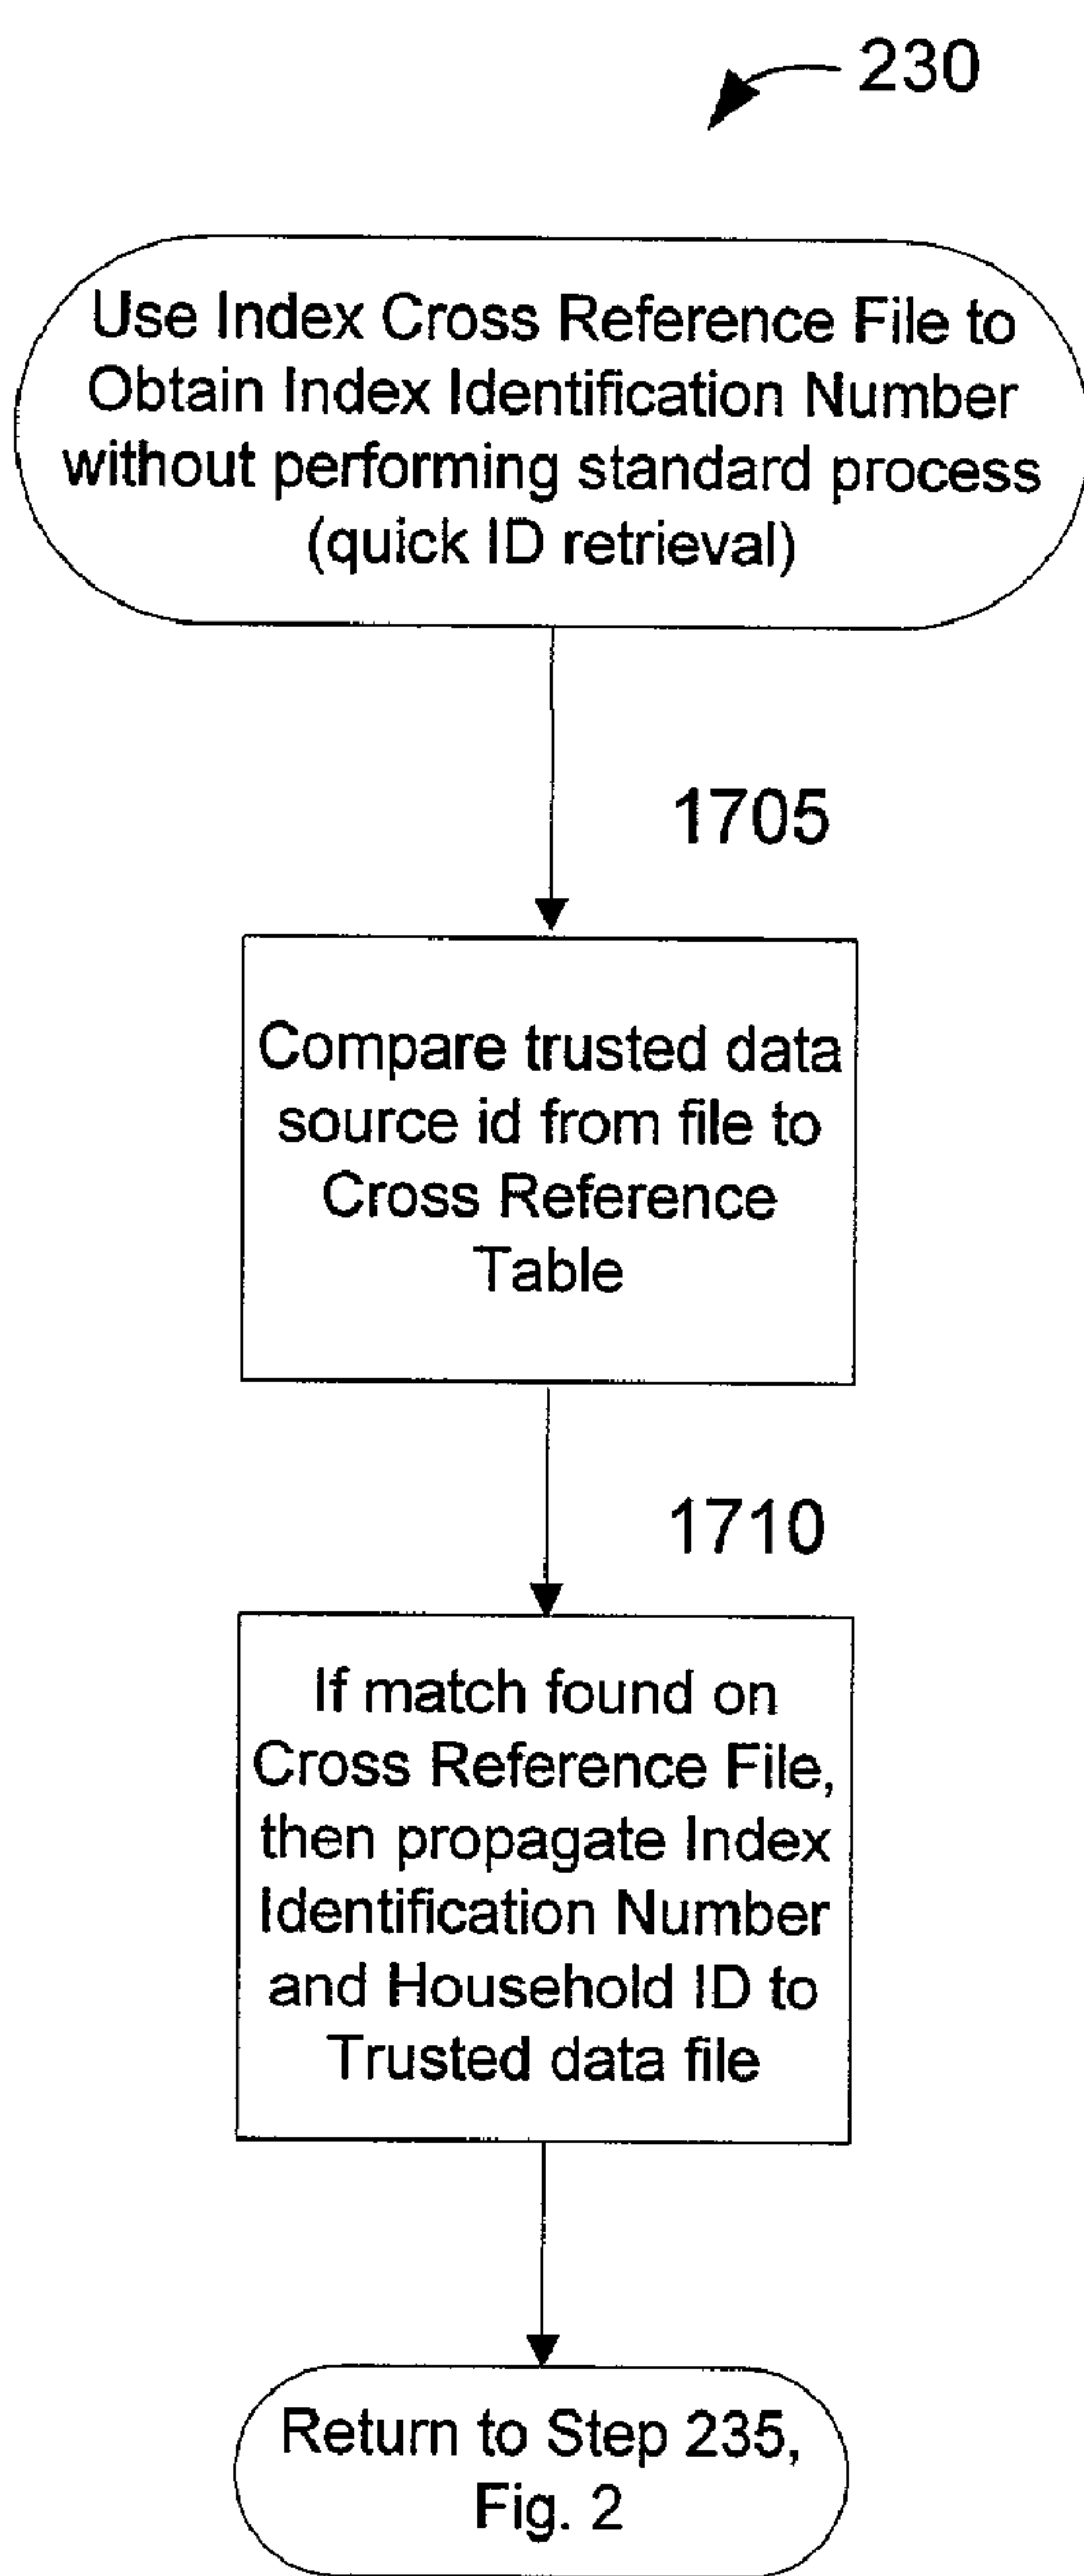 230
Use Index Cross Reference File to
Obtain Index Identification Number
without performing standard process
(quick ID retrieval)
1705
Compare trusted data
source id from file to
Cross Reference
Table
1710
If match found on
Cross Reference File,
then propagate Index
Identification Number
and Household ID to
Trusted data file
Return to Step 235,
Fig. 2